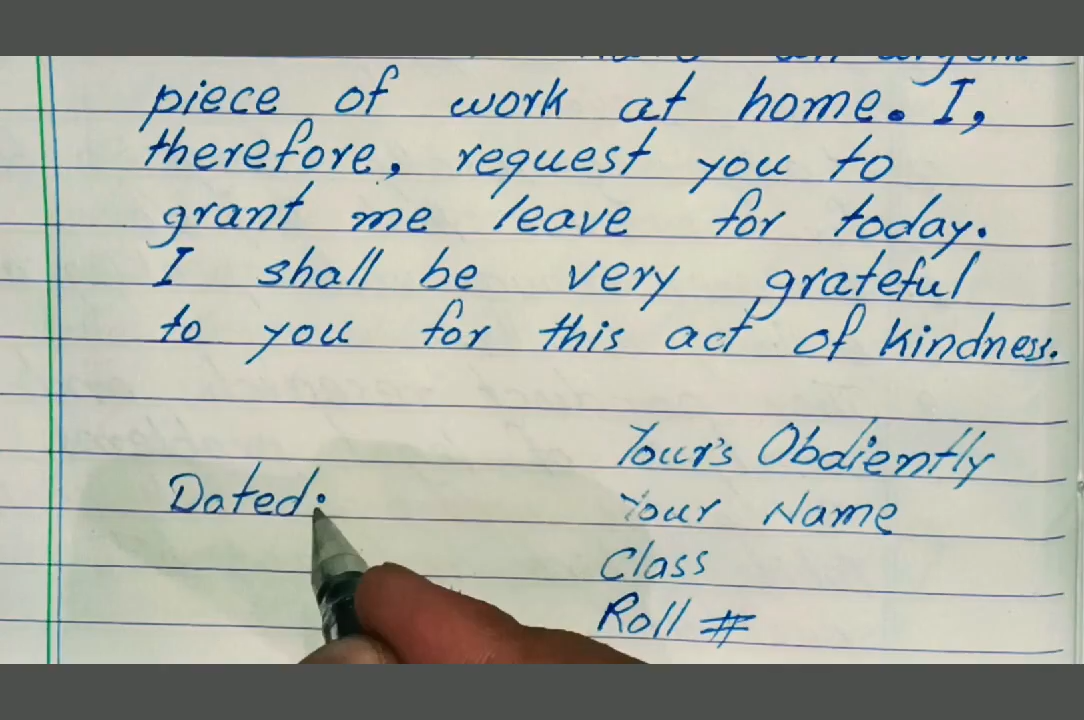 piece of work at home. I,
therefore, request you to
grant me leave for today.
I shall be very grateful
to you for this act of kindness.
Your's Obdiently
Dated:
Your Name
Class
Roll #